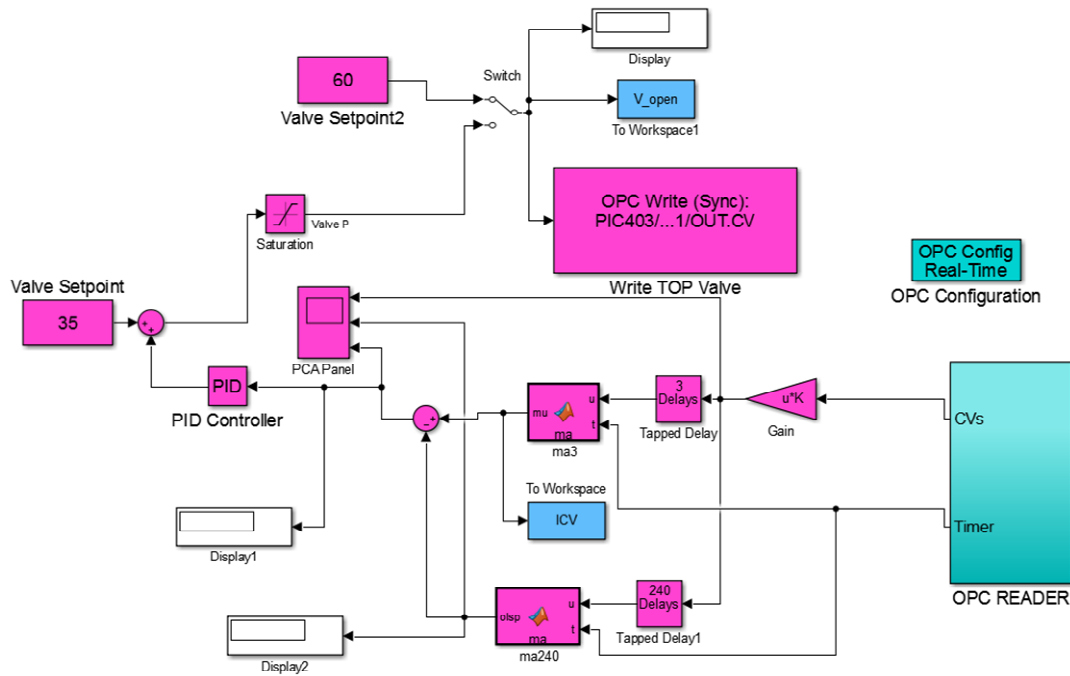 Display
60
Switch
Valve Setpoint2
V_open
To Workspace1
OPC Write (Sync):
PIC403/...1/OUT.CV
Write TOP Valve
Saturation
Valve P
OPC Config
Real-Time
OPC Configuration
Valve Setpoint
35
+
+
PCA Panel
PID
PID Controller
-
+
mu
u
t
ma
ma3
3
Delays
Tapped Delay
u*K
Gain
CVs
Timer
OPC READER
To Workspace
ICV
Display1
Display2
olsp
u
t
ma
ma240
240
Delays
Tapped Delay1